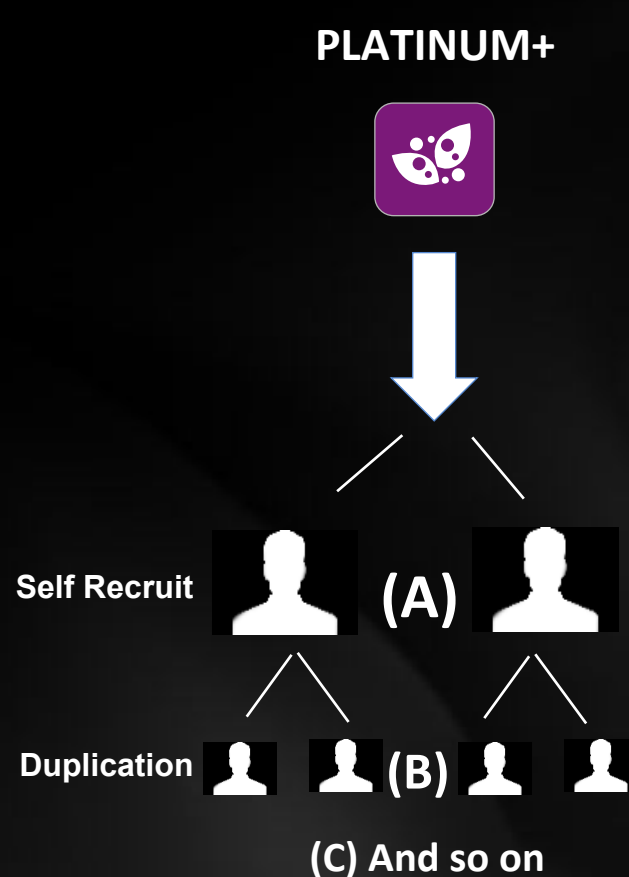 PLATINUM+
Self Recruit (A)
Duplication (B)
(C) And so on